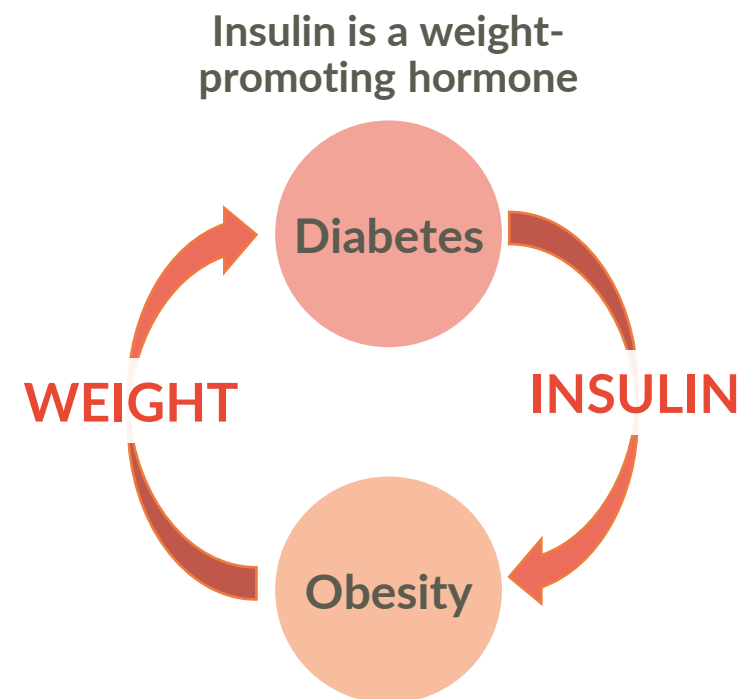 Insulin is a weight-
promoting hormone
Diabetes
WEIGHT
INSULIN
Obesity